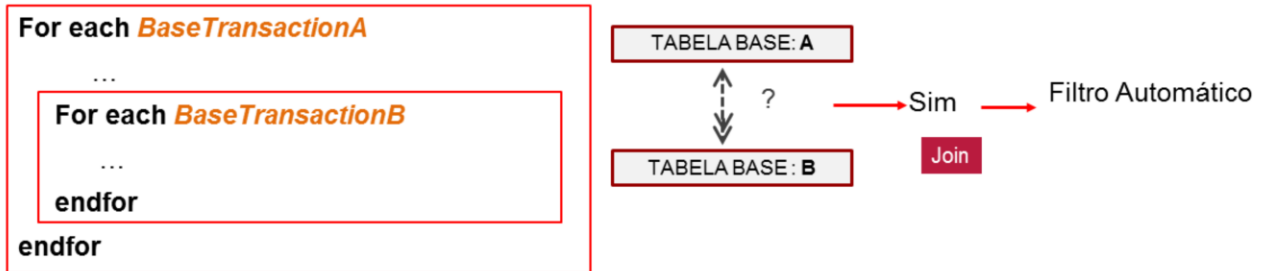 For each BaseTransactionA
...
For each BaseTransactionB
...
endfor
endfor
TABELA BASE: A
?
TABELA BASE : B
Sim
Join
Filtro Automático